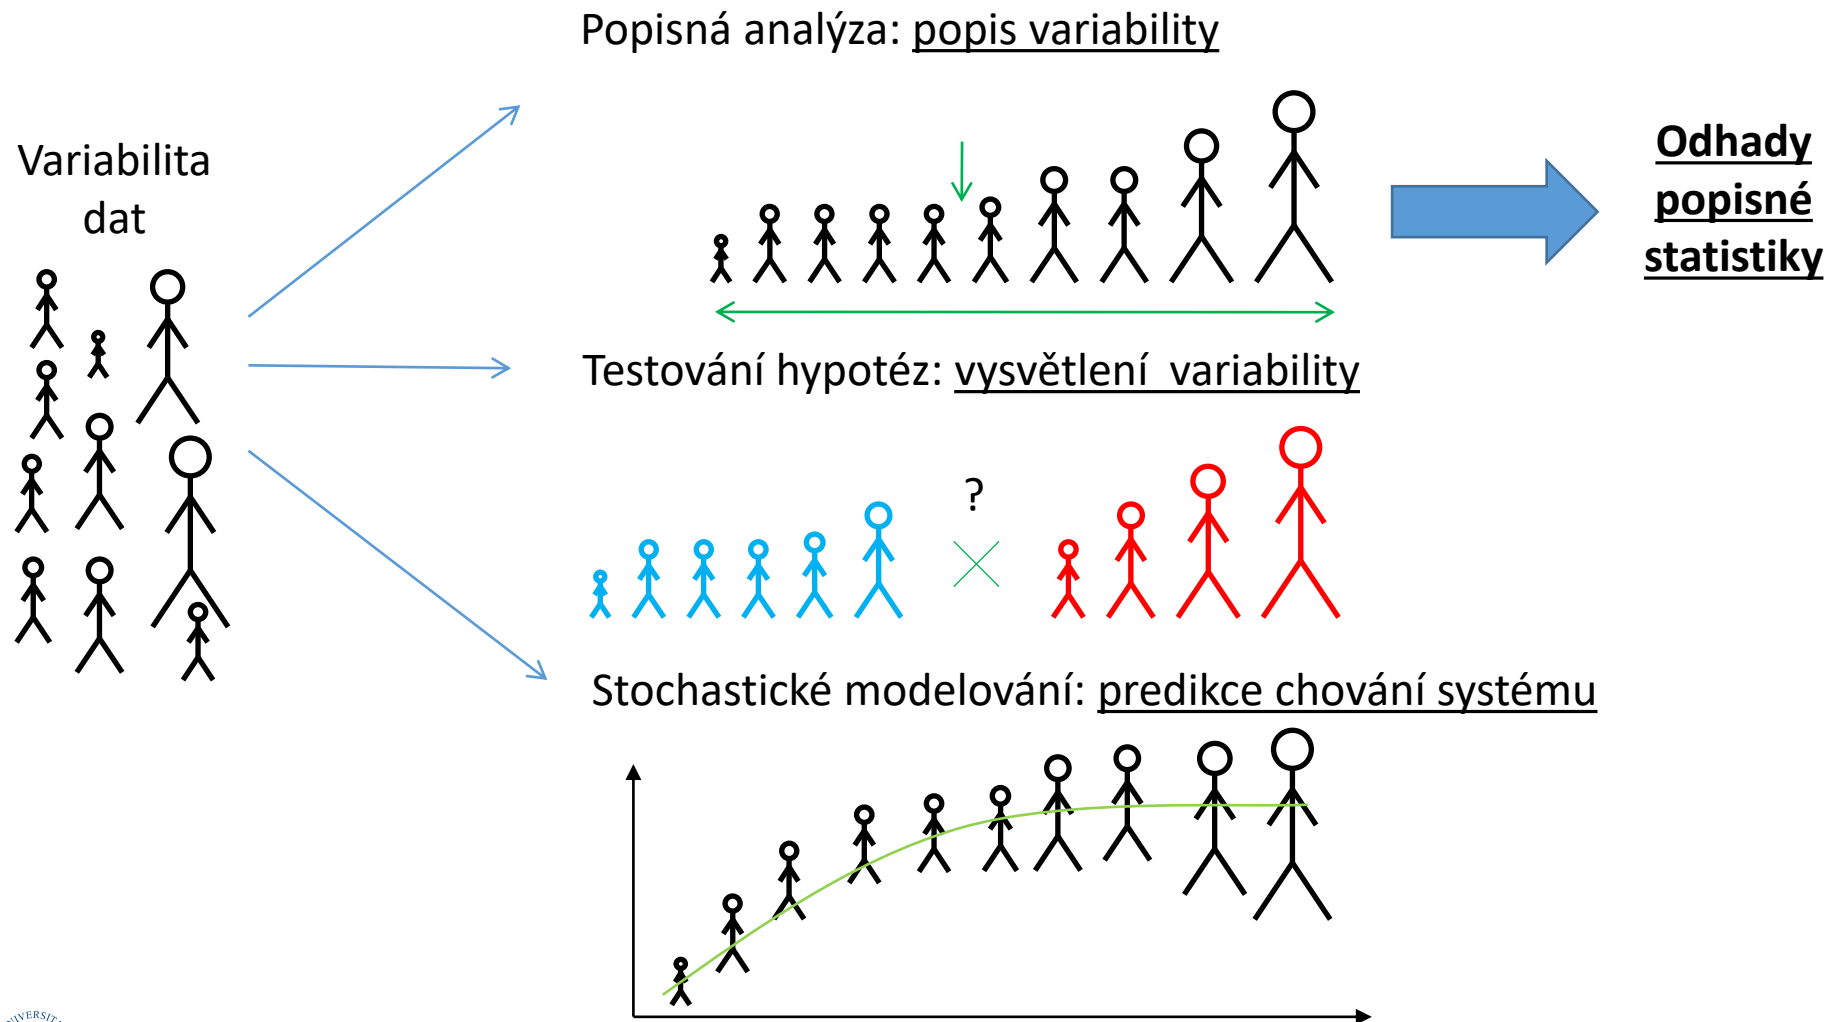 Popisná analýza: popis variability
Variabilita
dat
Odhady
popisné
statistiky
Testování hypotéz: vysvětlení  variability
?
Stochastické modelování: predikce chování systému